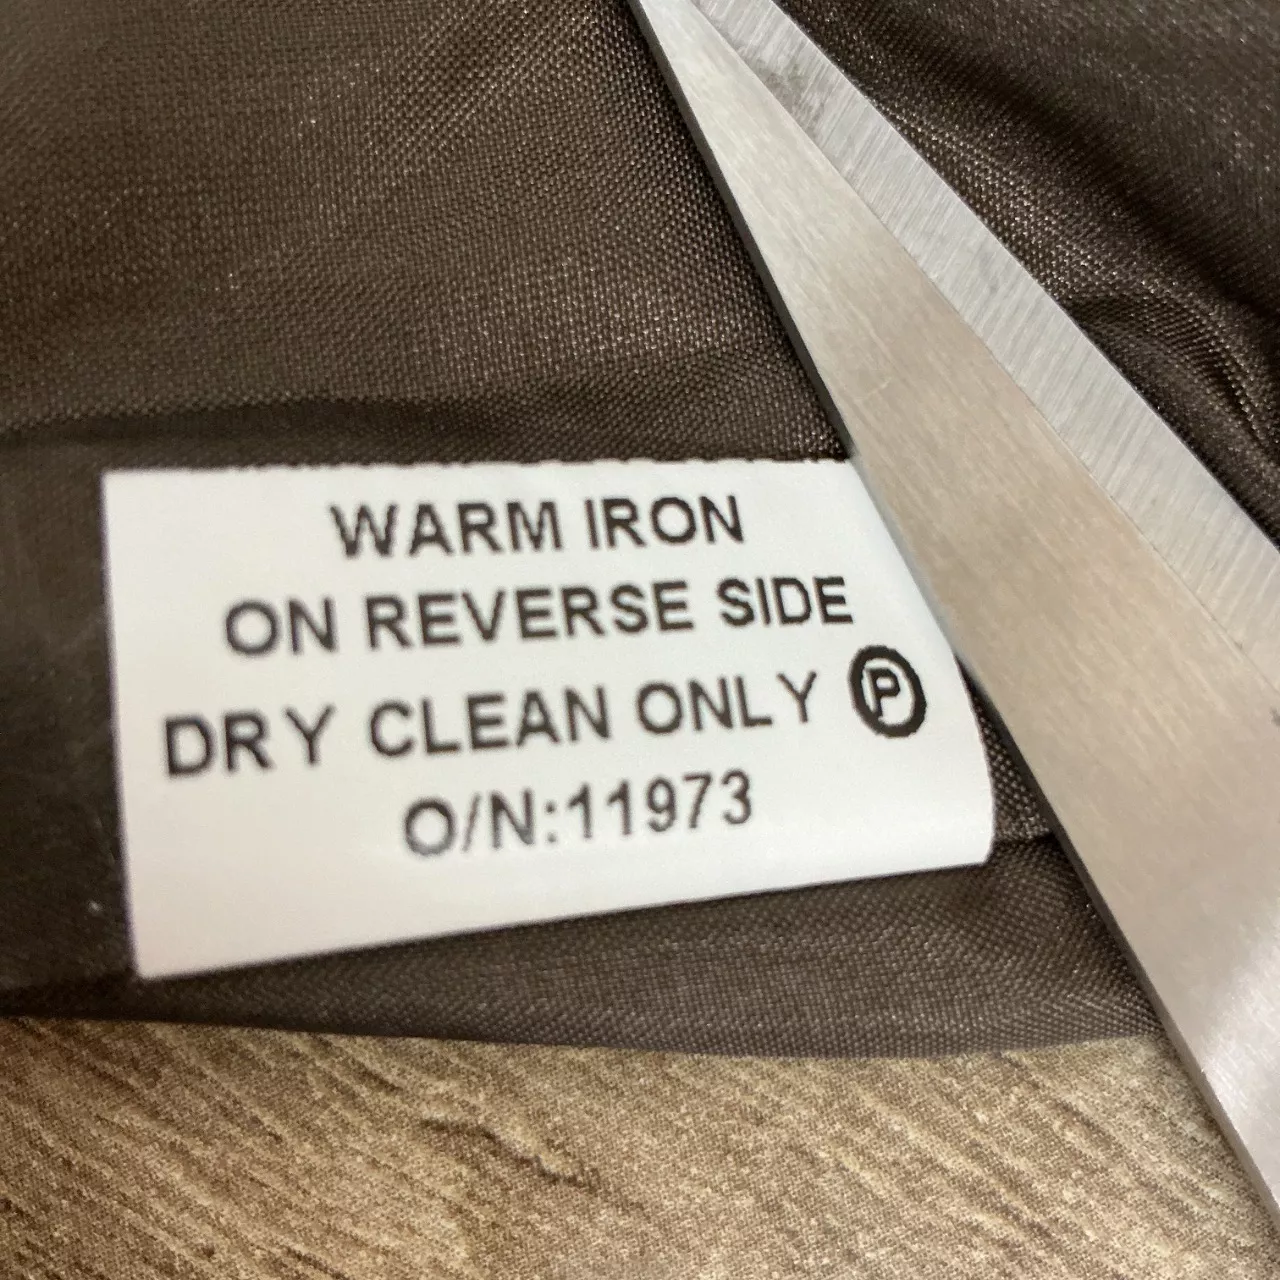 WARM IRON
ON REVERSE SIDE
DRY CLEAN ONLY Ⓟ
O/N:11973